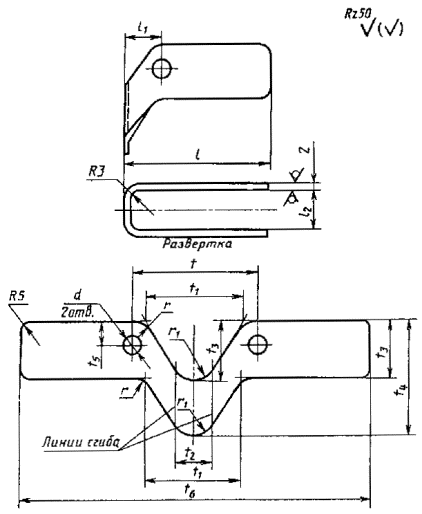 Rz50
√(√)
l₁
l
R3
2
l₂
Развертка
t
t₁
R5
d
2отв.
r
r₁
t₃
t₅
t₃
t₄
r
r₁
Линии сгиба
t₂
t₁
t₆